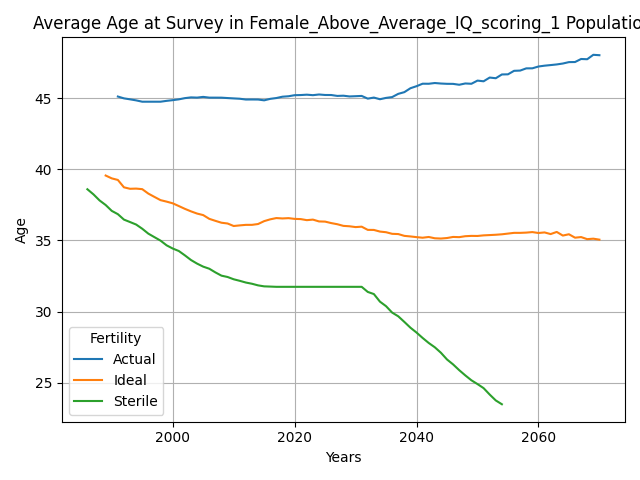 Average Age at Survey in Female_Above_Average_IQ_scoring_1 Populatio
45
40
35
30
25
Age
Fertility
Actual
Ideal
Sterile
2000 2020 2040 2060
Years